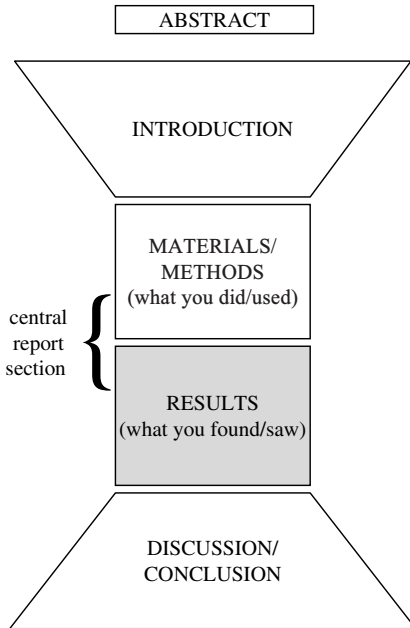 ABSTRACT
INTRODUCTION
MATERIALS/
METHODS
(what you did/used)
central
report
section
RESULTS
(what you found/saw)
DISCUSSION/
CONCLUSION